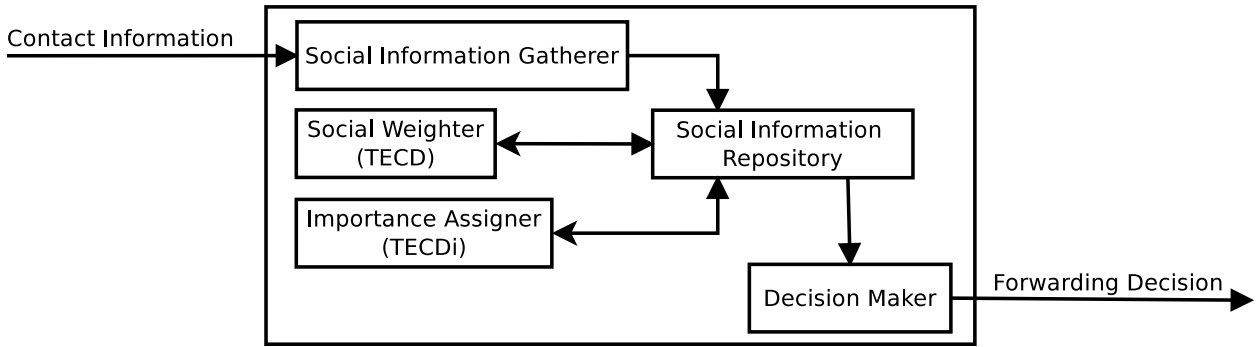 Contact Information
Social Information Gatherer
Social Weighter
(TECD)
Social Information
Repository
Importance Assigner
(TECDi)
Decision Maker
Forwarding Decision